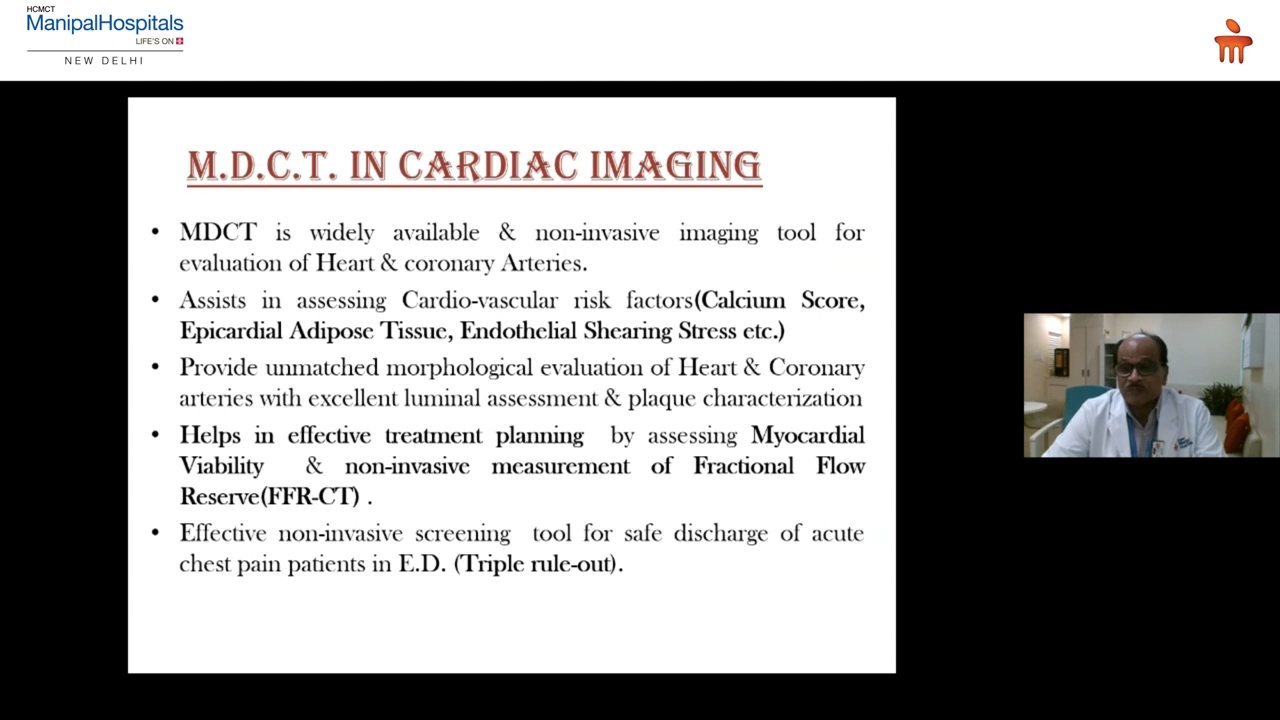 HCMCT
ManipalHospitals
LIFE'S ON
NEW DELHI
M.D.C.T. IN CARDIAC IMAGING
• MDCT is widely available & non-invasive imaging tool for
evaluation of Heart & coronary Arteries.
• Assists in assessing Cardio-vascular risk factors(Calcium Score,
Epicardial Adipose Tissue, Endothelial Shearing Stress etc.)
• Provide unmatched morphological evaluation of Heart & Coronary
arteries with excellent luminal assessment & plaque characterization
• Helps in effective treatment planning by assessing Myocardial
Viability & non-invasive measurement of Fractional Flow
Reserve(FFR-CT) .
• Effective non-invasive screening tool for safe discharge of acute
chest pain patients in E.D. (Triple rule-out).